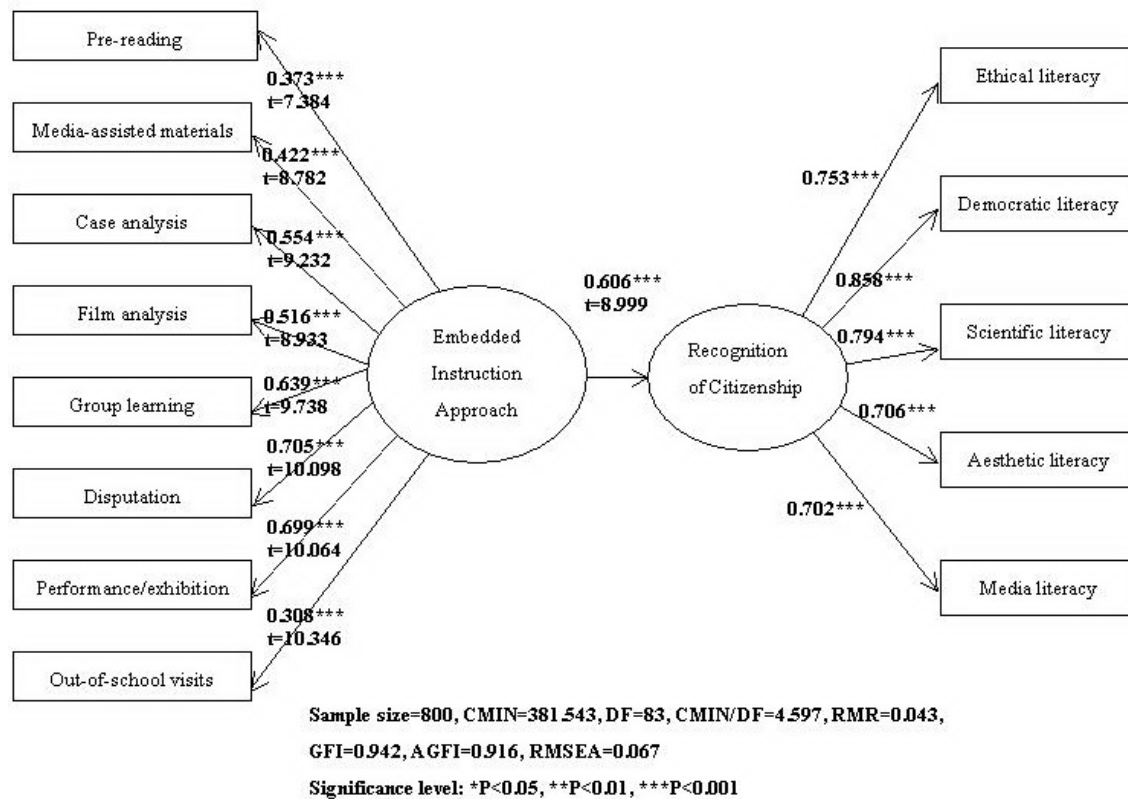 Pre-reading
0.373***
t=7.384
Media-assisted materials
0.422***
t=8.782
Case analysis
0.554***
t=9.232
Film analysis
0.516***
t=8.933
Group learning
0.639***
t=9.738
Disputation
0.705***
t=10.098
Performance/exhibition
0.699***
t=10.064
Out-of-school visits
0.308***
t=10.346
Embedded
Instruction
Approach
0.606***
t=8.999
Recognition
of Citizenship
0.753***
Ethical literacy
0.858***
Democratic literacy
0.794***
Scientific literacy
0.706***
Aesthetic literacy
0.702***
Media literacy
Sample size=800, CMIN=381.543, DF=83, CMIN/DF=4.597, RMR=0.043,
GFI=0.942, AGFI=0.916, RMSEA=0.067
Significance level: *P<0.05, **P<0.01, ***P<0.001